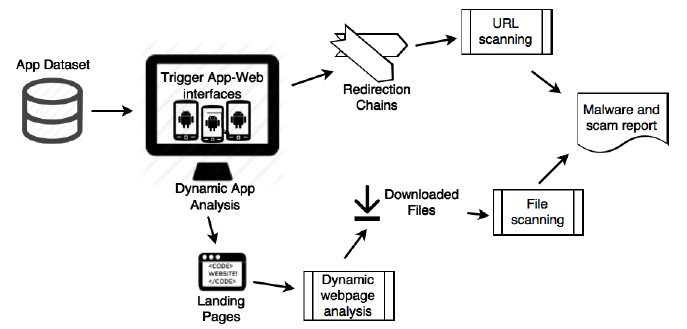 App Dataset
Trigger App-Web
interfaces
Dynamic App
Analysis
Redirection
Chains
URL
scanning
Malware and
scam report
Downloaded
Files
File
scanning
<CODE>
WEBSITE!
</CODE>
Landing
Pages
Dynamic
webpage
analysis